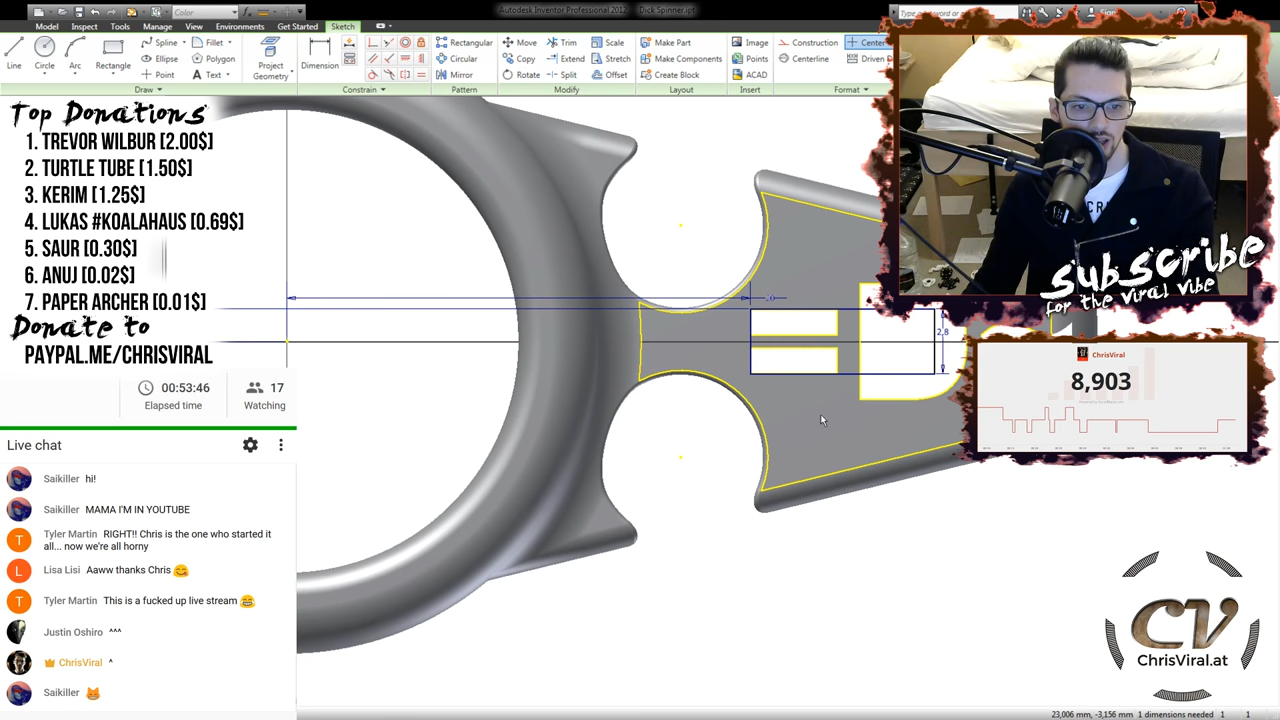 Color
Autodesk Inventor Professional 2012
Dick Spinner.ipt
Model Inspect Tools Manage View Environments Get Started Sketch
Line Circle Arc Rectangle
Spline Fillet
Ellipse Polygon
Point Text
Project Geometry
Dimension
Rectangular
Circular
Mirror
Move Trim Scale
Copy Extend Stretch
Rotate Split Offset
Make Part
Make Components
Create Block
Image
Points
ACAD
Construction
Centerline
Center
Driven
Draw Constrain Pattern Modify Layout Insert Format
Top Donations
1. TREVOR WILBUR [2.00$]
2. TURTLE TUBE [1.50$]
3. KERIM [1.25$]
4. LUKAS #KOALAHAUS [0.69$]
5. SAUR [0.30$]
6. ANUJ [0.02$]
7. PAPER ARCHER [0.01$]
Donate to
PAYPAL.ME/CHRISVIRAL
00:53:46
Elapsed time
17
Watching
Live chat
Saikiller hi!
Saikiller MAMA I'M IN YOUTUBE
Tyler Martin RIGHT!! Chris is the one who started it
all... now we're all horny
Lisa Lisi Aaww thanks Chris 😊
Tyler Martin This is a fucked up live stream 😄
Justin Oshiro ^^^
ChrisViral ^
Saikiller 😸
2,8
Subscribe
for the viral vibe
ChrisViral
8,903
CV
ChrisViral.at
23,006 mm, -3,156 mm 1 dimensions needed 1 1